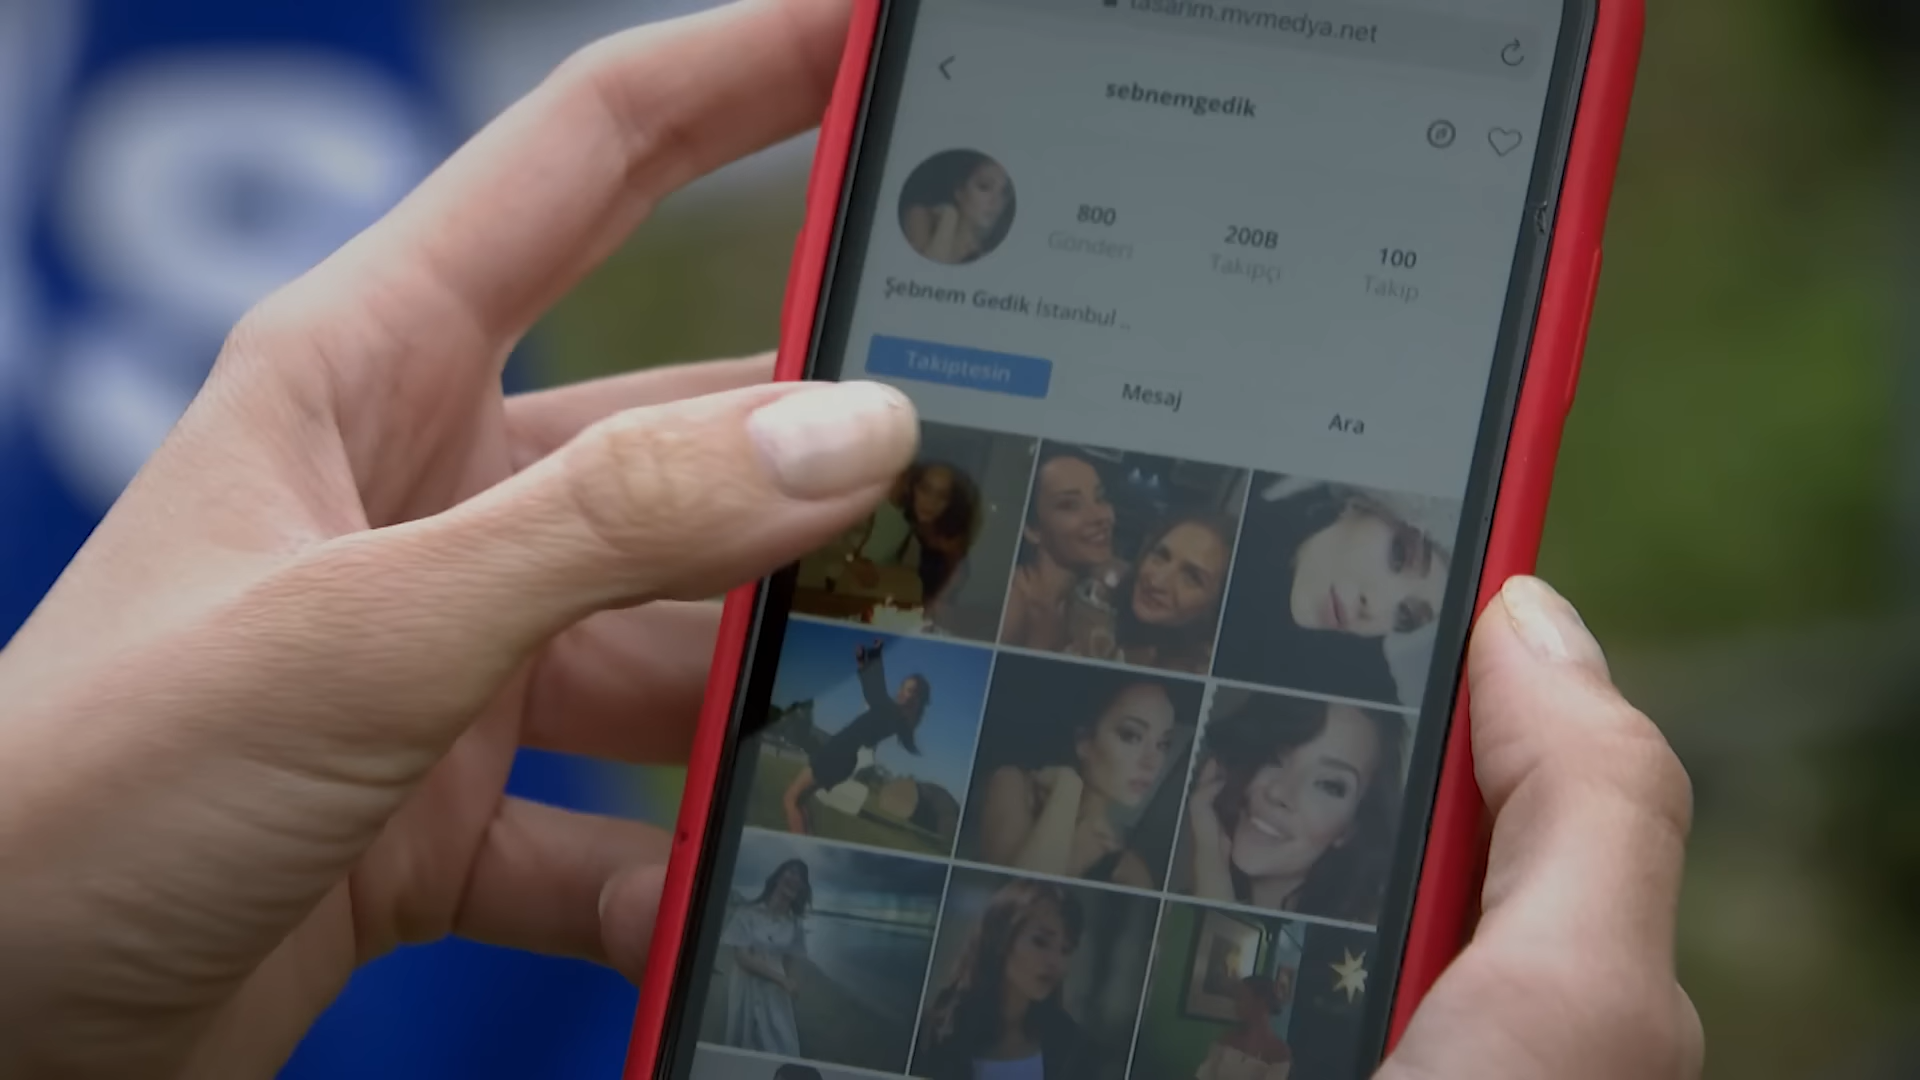 tasarim.mvmedya.net
sebnemgedik
800
200B
100
Gönderi
Takipçi
Takip
Şebnem Gedik İstanbul ..
Takiptesin
Mesaj
Ara
S